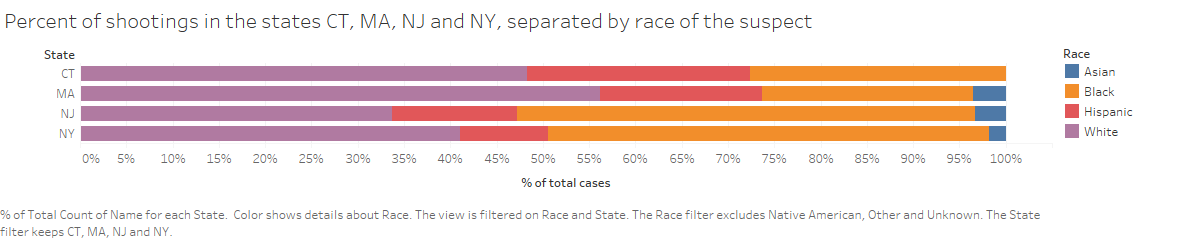 Percent of shootings in the states CT, MA, NJ and NY, separated by race of the suspect
State
CT
MA
NJ
NY
0% 5% 10% 15% 20% 25% 30% 35% 40% 45% 50% 55% 60% 65% 70% 75% 80% 85% 90% 95% 100%
% of total cases
Race
Asian
Black
Hispanic
White
% of Total Count of Name for each State.  Color shows details about Race. The view is filtered on Race and State. The Race filter excludes Native American, Other and Unknown. The State
filter keeps CT, MA, NJ and NY.